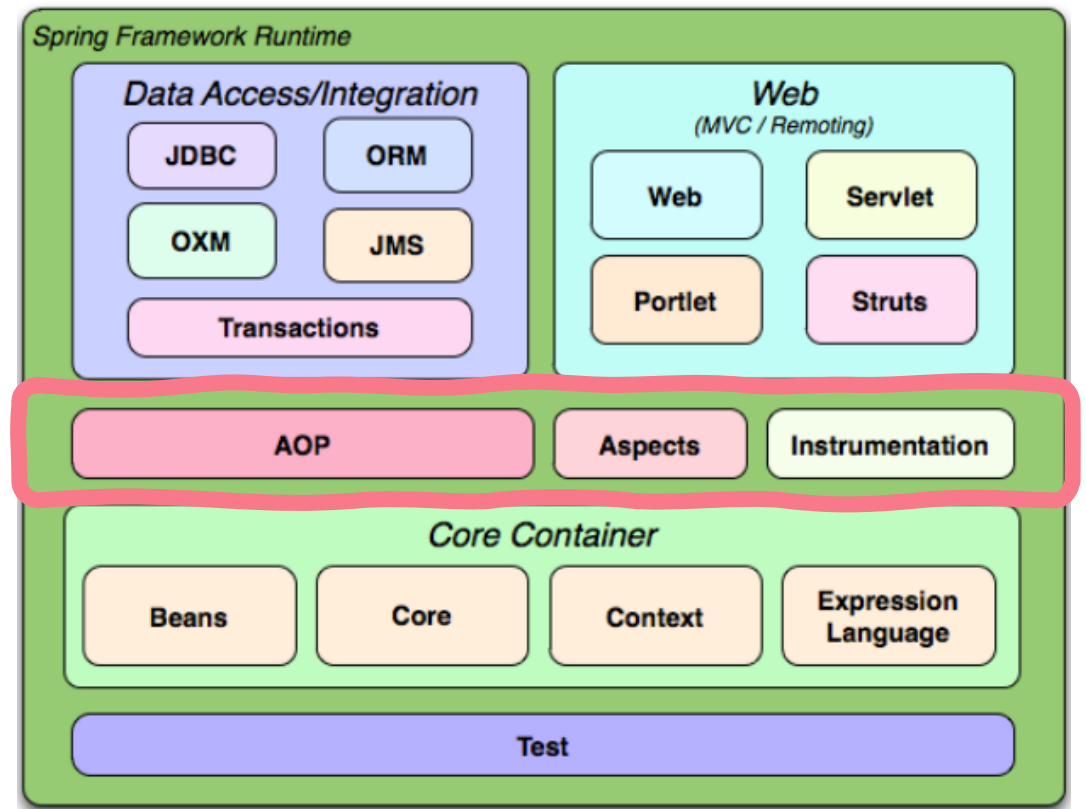 Spring Framework Runtime
Data Access/Integration
JDBC
ORM
OXM
JMS
Transactions
Web
(MVC / Remoting)
Web
Servlet
Portlet
Struts
AOP
Aspects
Instrumentation
Core Container
Beans
Core
Context
Expression
Language
Test